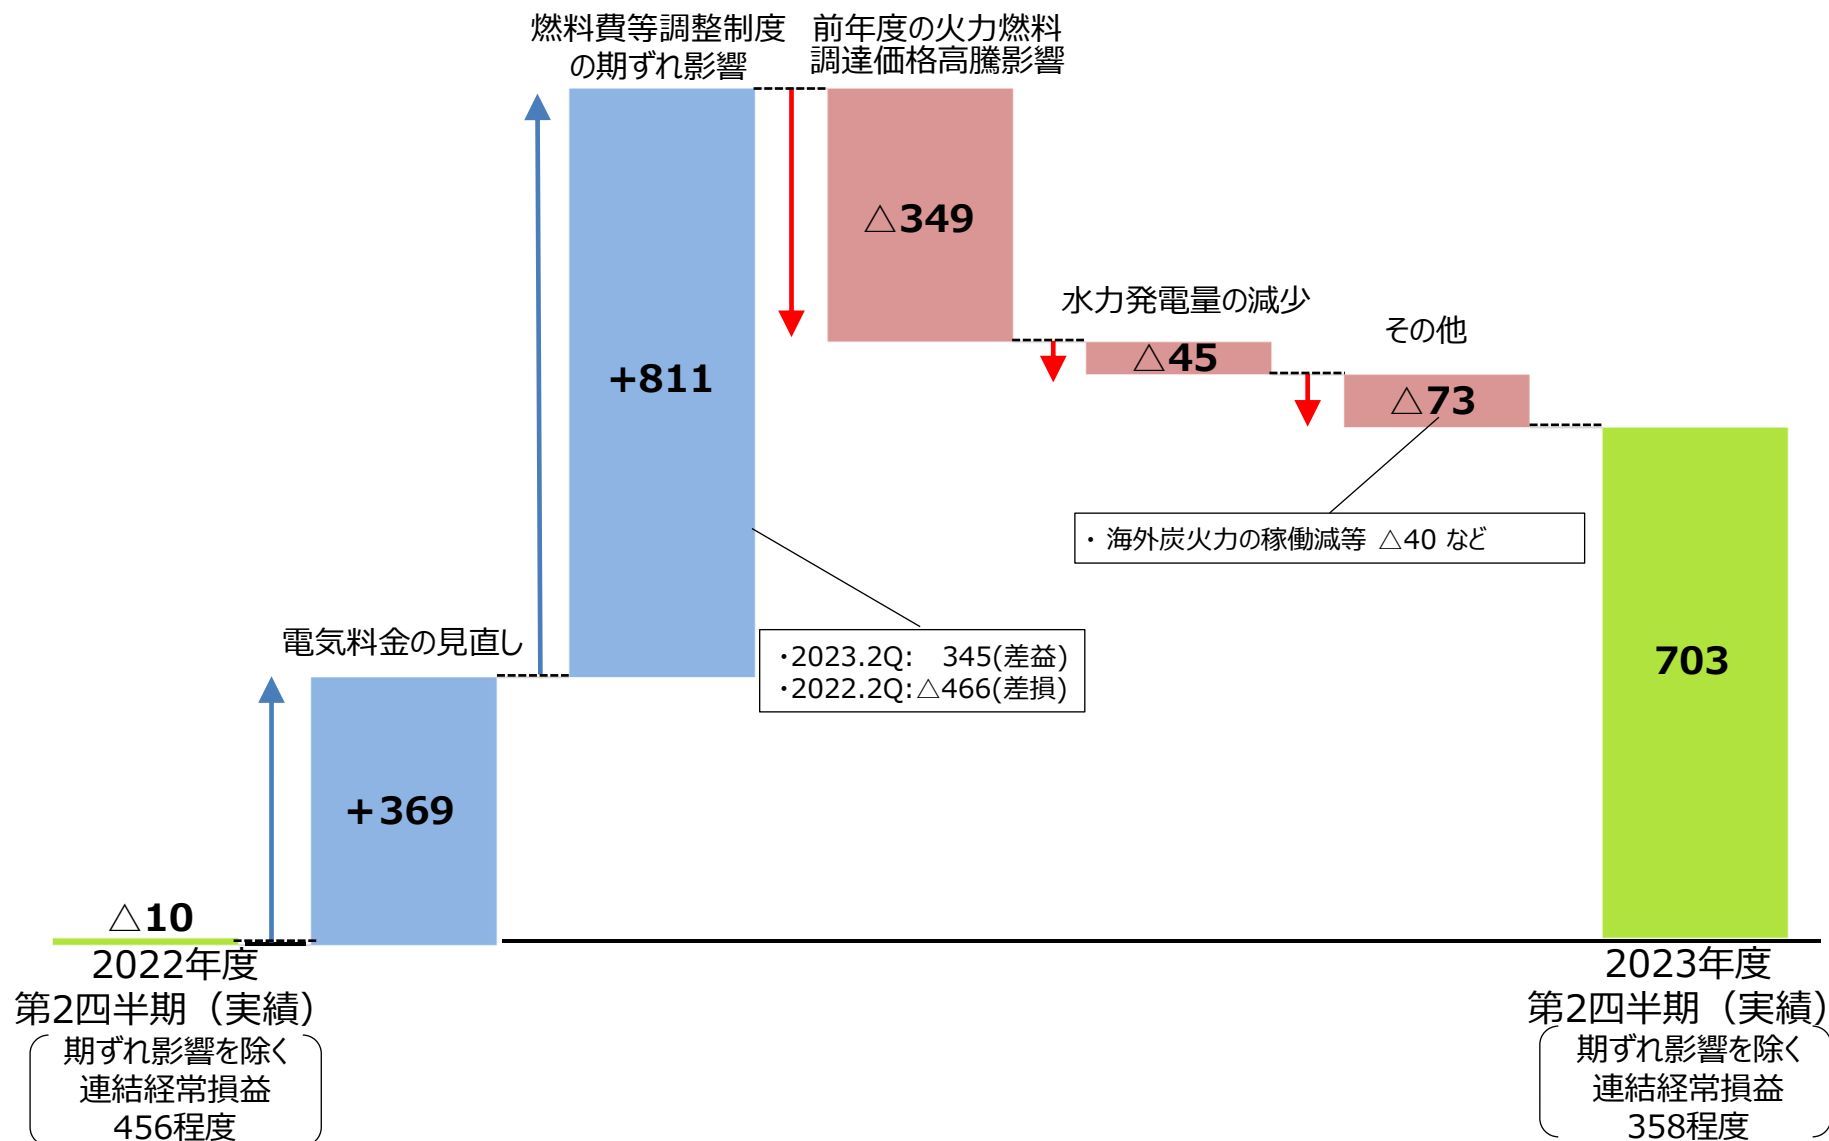 燃料費等調整制度
の期ずれ影響
前年度の火力燃料
調達価格高騰影響
△349
水力発電量の減少
その他
+811
△45
△73
・ 海外炭火力の稼働減等 △40 など
電気料金の見直し
・2023.2Q: 345(差益)
・2022.2Q:△466(差損)
703
＋369
△10
2022年度
第2四半期（実績）
期ずれ影響を除く
連結経常損益
456程度
2023年度
第2四半期（実績）
期ずれ影響を除く
連結経常損益
358程度